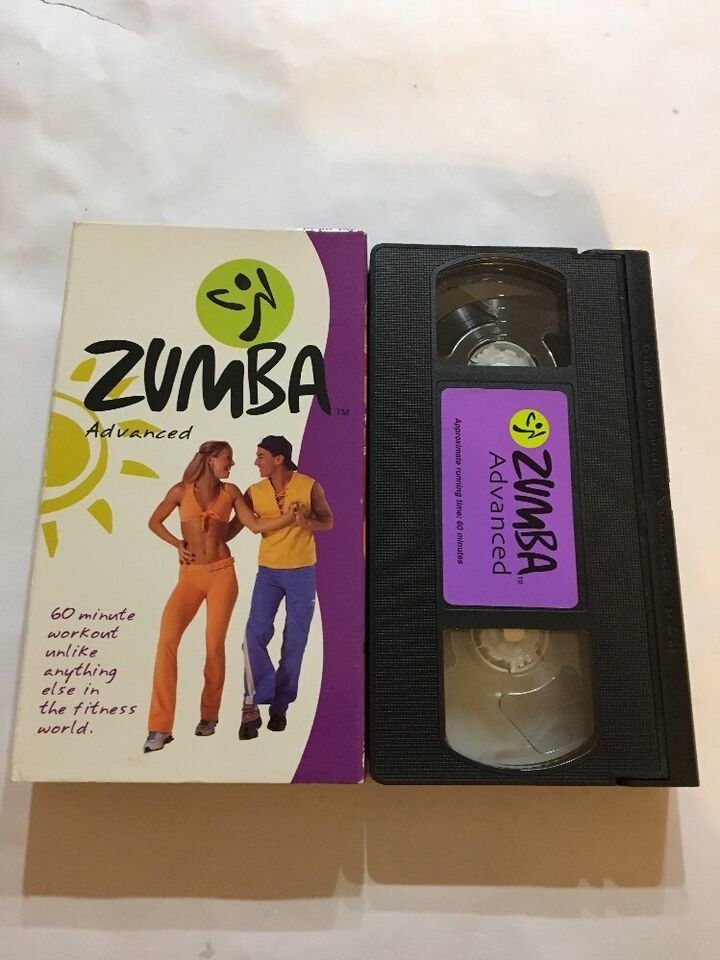 ZUMBA TM
Advanced
60 minute
workout
unlike
anything
else in
the fitness
world.
ZUMBA TM
Advanced
Approximate running time: 60 minutes